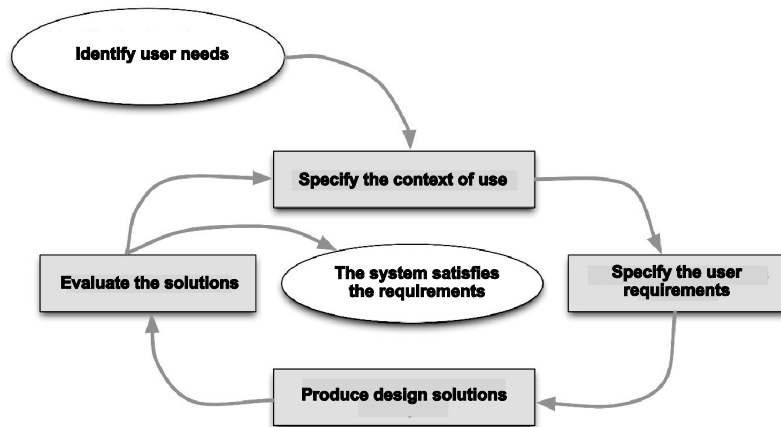 Identify user needs
Specify the context of use
Evaluate the solutions
The system satisfies
the requirements
Specify the user
requirements
Produce design solutions